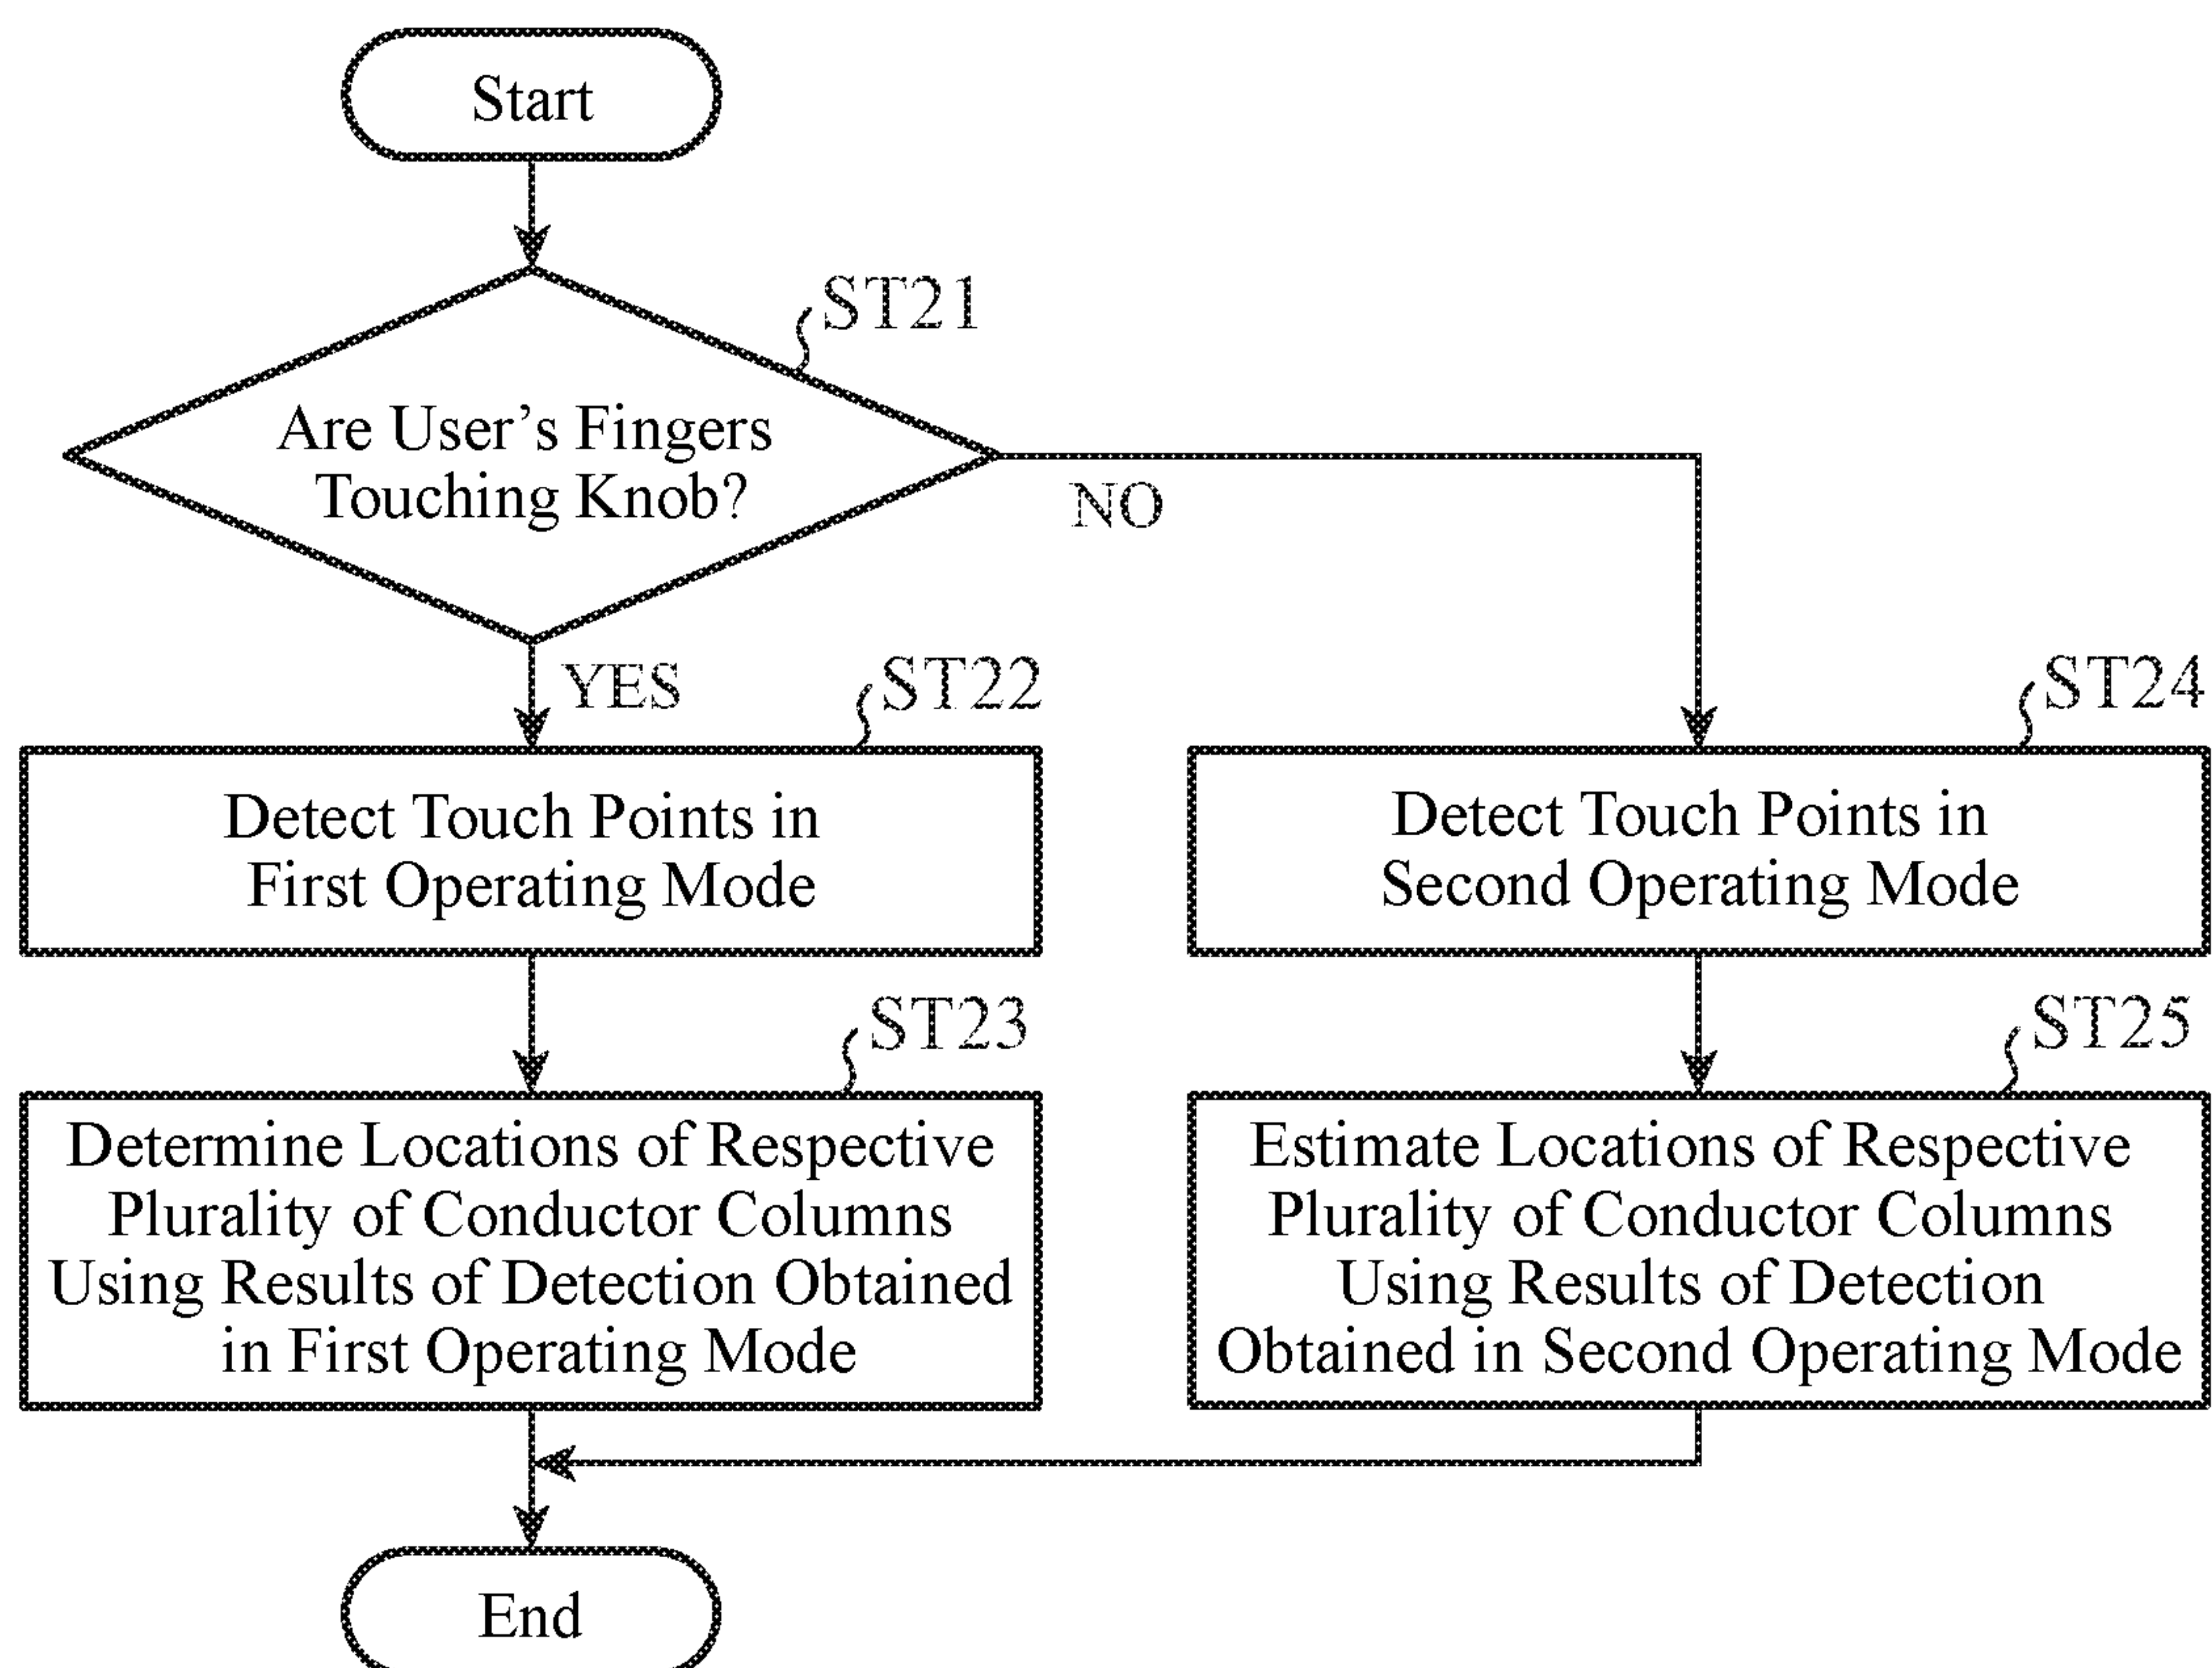 Start
ST21
Are User's Fingers
Touching Knob?
NO
YES
ST22
Detect Touch Points in
First Operating Mode
ST24
Detect Touch Points in
Second Operating Mode
ST23
Determine Locations of Respective
Plurality of Conductor Columns
Using Results of Detection Obtained
in First Operating Mode
ST25
Estimate Locations of Respective
Plurality of Conductor Columns
Using Results of Detection
Obtained in Second Operating Mode
End